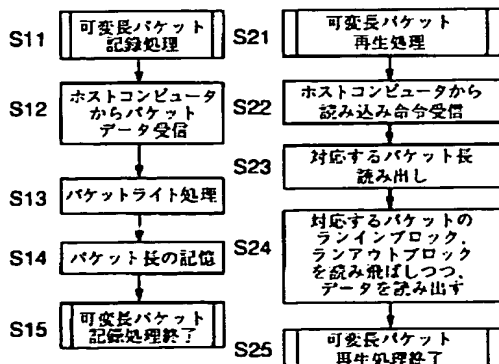 S11
可変長パケット
記録処理
S12
ホストコンピュータ
からパケット
データ受信
S13
パケットライト処理
S14
パケット長の記憶
S15
可変長パケット
記録処理終了
S21
可変長パケット
再生処理
S22
ホストコンピュータから
読み込み命令受信
S23
対応するパケット長
読み出し
S24
対応するパケットの
ランインブロック,
ランアウトブロック
を読み飛ばしつつ、
データを読み出す
S25
可変長パケット
再生処理終了